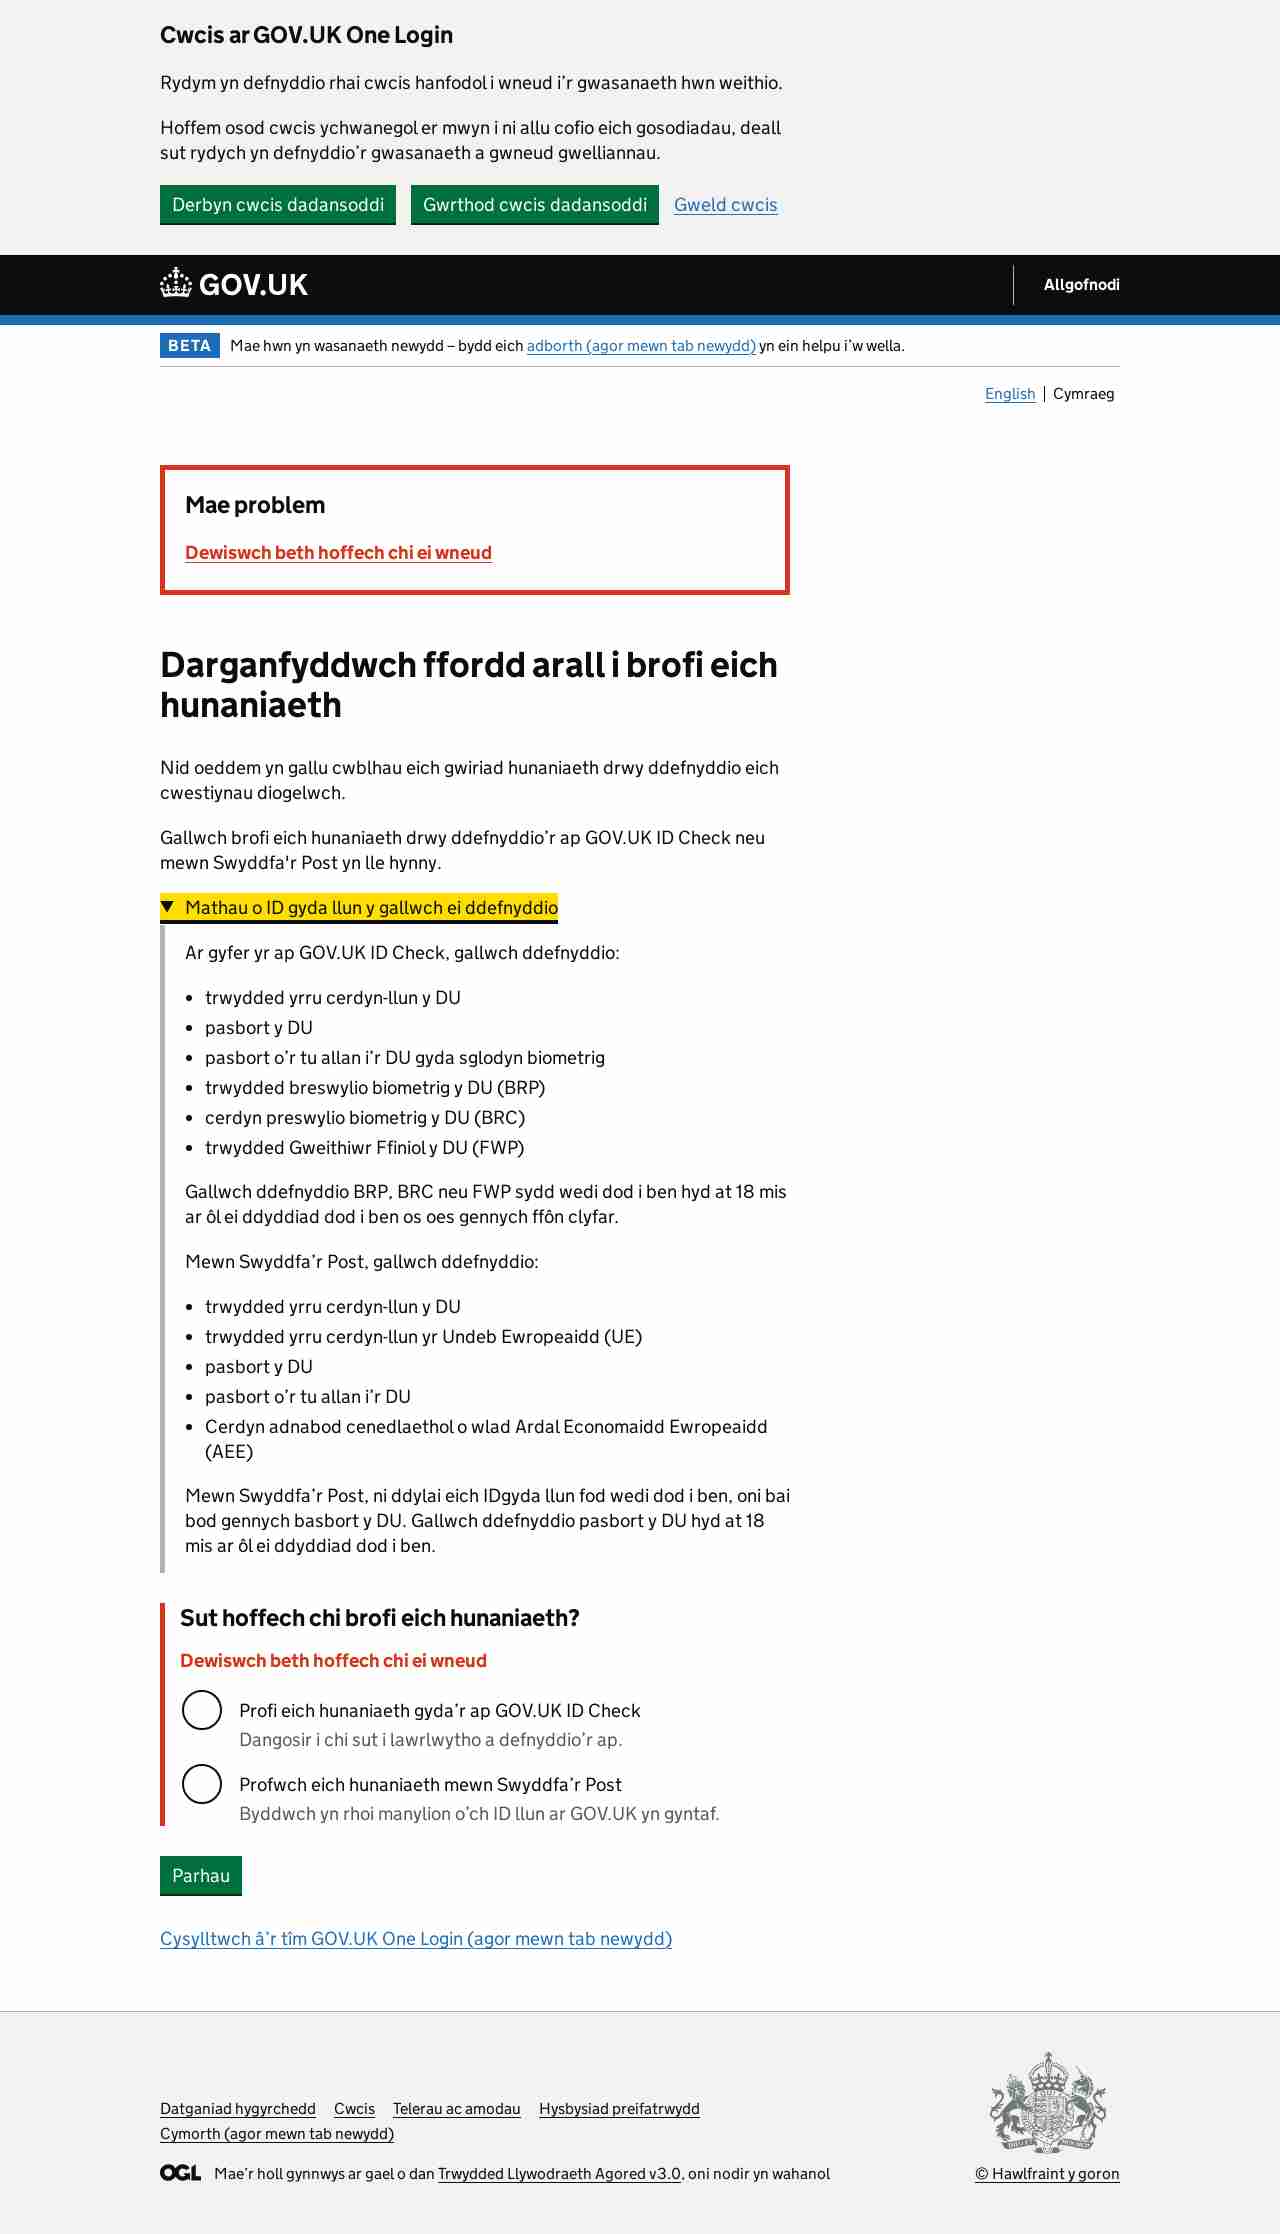 Cwcis ar GOV.UK One Login
Rydym yn defnyddio rhai cwcis hanfodol i wneud i’r gwasanaeth hwn weithio.
Hoffem osod cwcis ychwanegol er mwyn i ni allu cofio eich gosodiadau, deall
sut rydych yn defnyddio’r gwasanaeth a gwneud gwelliannau.
Derbyn cwcis dadansoddi Gwrthod cwcis dadansoddi Gweld cwcis
GOV.UK Allgofnodi
BETA Mae hwn yn wasanaeth newydd – bydd eich adborth (agor mewn tab newydd) yn ein helpu i’w wella.
English Cymraeg
Mae problem
Dewiswch beth hoffech chi ei wneud
Darganfyddwch ffordd arall i brofi eich
hunaniaeth
Nid oeddem yn gallu cwblhau eich gwiriad hunaniaeth drwy ddefnyddio eich
cwestiynau diogelwch.
Gallwch brofi eich hunaniaeth drwy ddefnyddio’r ap GOV.UK ID Check neu
mewn Swyddfa'r Post yn lle hynny.
Mathau o ID gyda llun y gallwch ei ddefnyddio
Ar gyfer yr ap GOV.UK ID Check, gallwch ddefnyddio:
• trwydded yrru cerdyn-llun y DU
• pasbort y DU
• pasbort o’r tu allan i’r DU gyda sglodyn biometrig
• trwydded breswylio biometrig y DU (BRP)
• cerdyn preswylio biometrig y DU (BRC)
• trwydded Gweithiwr Ffiniol y DU (FWP)
Gallwch ddefnyddio BRP, BRC neu FWP sydd wedi dod i ben hyd at 18 mis
ar ôl ei ddyddiad dod i ben os oes gennych ffôn clyfar.
Mewn Swyddfa’r Post, gallwch ddefnyddio:
• trwydded yrru cerdyn-llun y DU
• trwydded yrru cerdyn-llun yr Undeb Ewropeaidd (UE)
• pasbort y DU
• pasbort o’r tu allan i’r DU
• Cerdyn adnabod cenedlaethol o wlad Ardal Economaidd Ewropeaidd
(AEE)
Mewn Swyddfa’r Post, ni ddylai eich IDgyda llun fod wedi dod i ben, oni bai
bod gennych basbort y DU. Gallwch ddefnyddio pasbort y DU hyd at 18
mis ar ôl ei ddyddiad dod i ben.
Sut hoffech chi brofi eich hunaniaeth?
Dewiswch beth hoffech chi ei wneud
Profi eich hunaniaeth gyda’r ap GOV.UK ID Check
Dangosir i chi sut i lawrlwytho a defnyddio’r ap.
Profwch eich hunaniaeth mewn Swyddfa’r Post
Byddwch yn rhoi manylion o’ch ID llun ar GOV.UK yn gyntaf.
Parhau
Cysylltwch â’r tîm GOV.UK One Login (agor mewn tab newydd)
Datganiad hygyrchedd Cwcis Telerau ac amodau Hysbysiad preifatrwydd
Cymorth (agor mewn tab newydd)
OGL Mae’r holl gynnwys ar gael o dan Trwydded Llywodraeth Agored v3.0, oni nodir yn wahanol
© Hawlfraint y goron